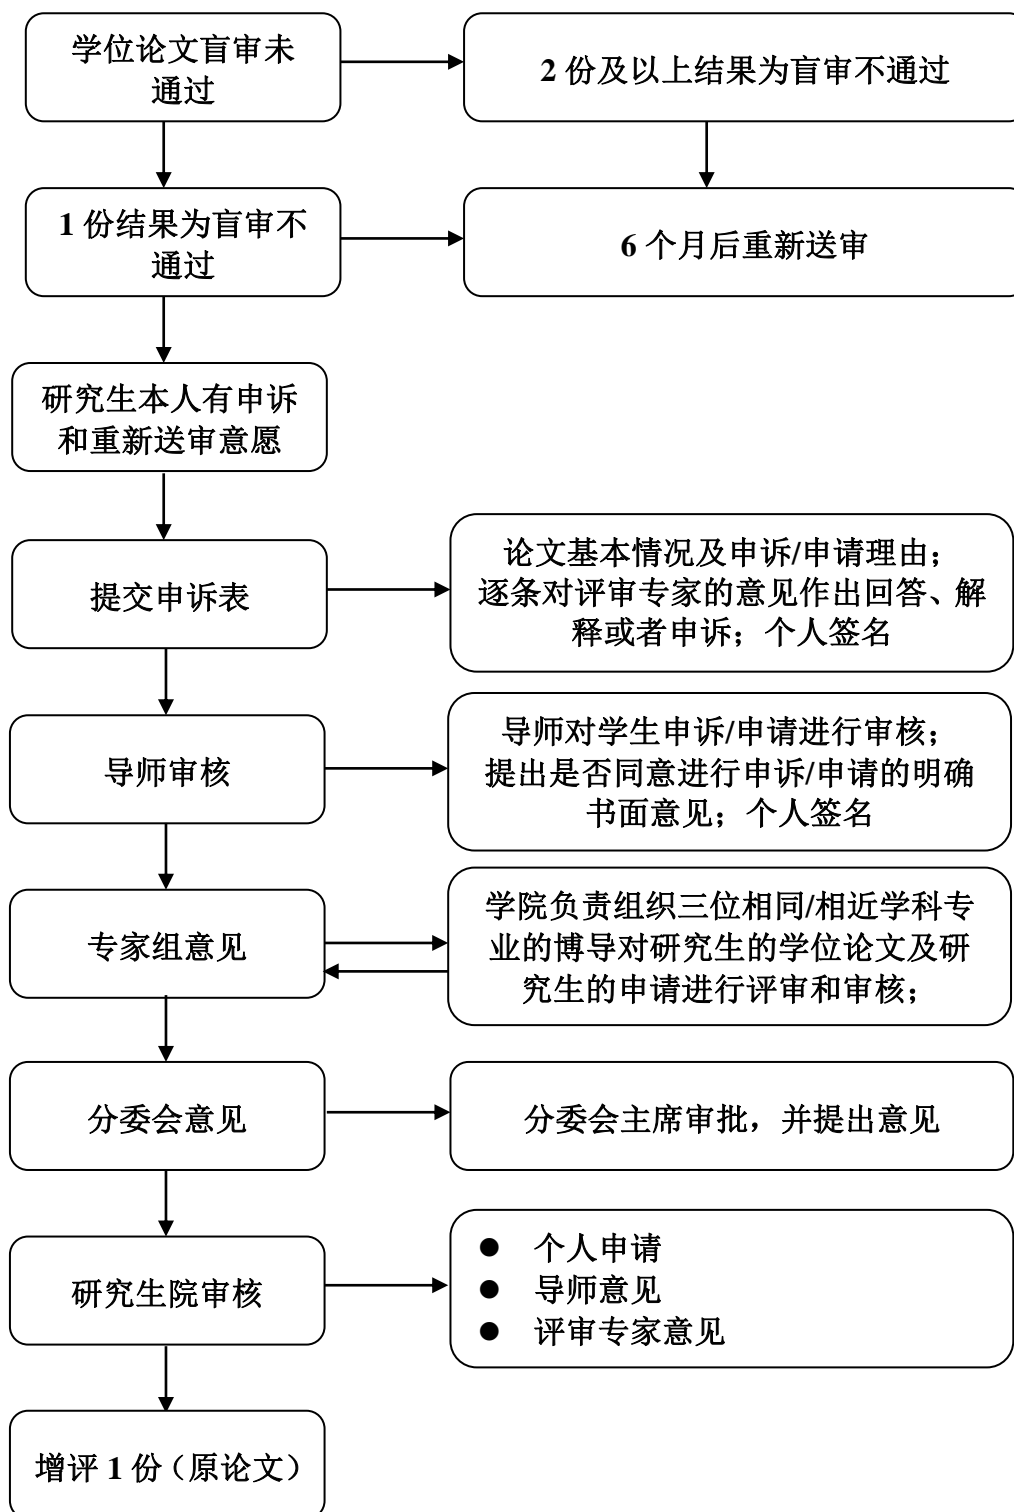 学位论文盲审未
通过
2 份及以上结果为盲审不通过
1 份结果为盲审不
通过
6 个月后重新送审
研究生本人有申诉
和重新送审意愿
提交申诉表
论文基本情况及申诉/申请理由；
逐条对评审专家的意见作出回答、解
释或者申诉；个人签名
导师审核
导师对学生申诉/申请进行审核；
提出是否同意进行申诉/申请的明确
书面意见；个人签名
专家组意见
学院负责组织三位相同/相近学科专
业的博导对研究生的学位论文及研
究生的申请进行评审和审核；
分委会意见
分委会主席审批，并提出意见
研究生院审核
● 个人申请
● 导师意见
● 评审专家意见
增评 1 份（原论文）